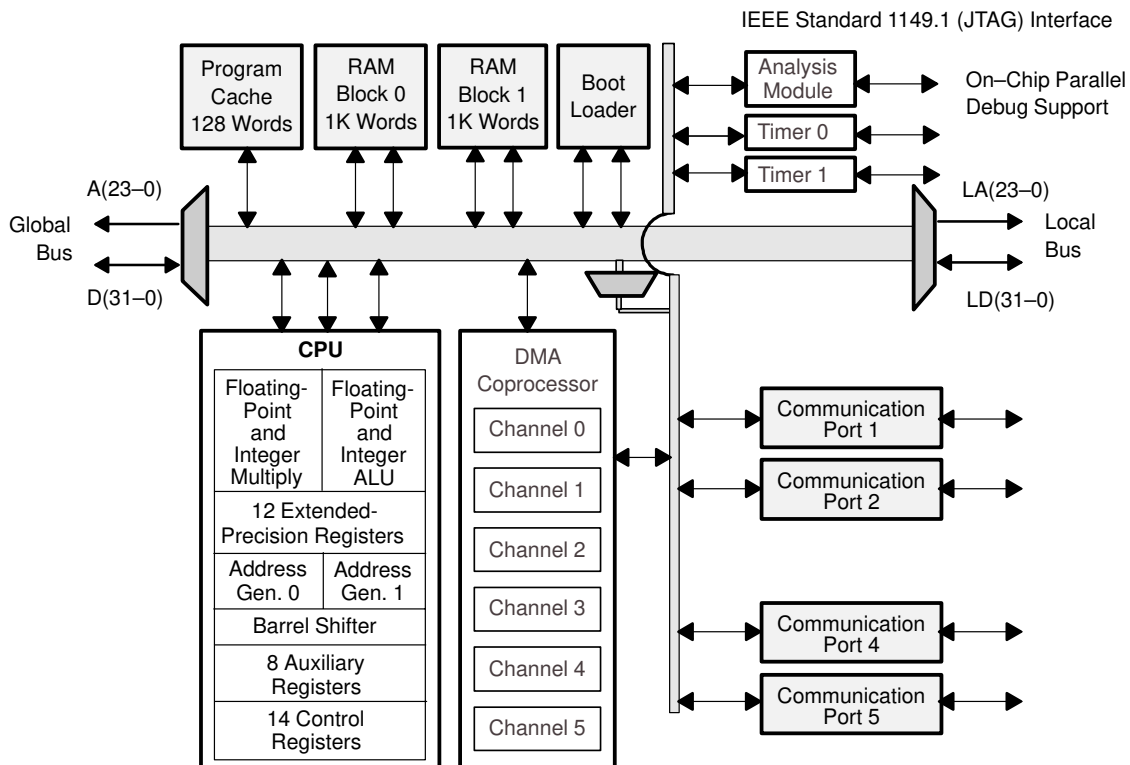 IEEE Standard 1149.1 (JTAG) Interface
Program
Cache
128 Words
RAM
Block 0
1K Words
RAM
Block 1
1K Words
Boot
Loader
Analysis
Module
On–Chip Parallel
Debug Support
Timer 0
Timer 1
A(23–0)
Global
Bus
D(31–0)
LA(23–0)
Local
Bus
LD(31–0)
CPU
Floating-
Point
and
Integer
Multiply
Floating-
Point
and
Integer
ALU
12 Extended-
Precision Registers
Address
Gen. 0
Address
Gen. 1
Barrel Shifter
8 Auxiliary
Registers
14 Control
Registers
DMA
Coprocessor
Channel 0
Channel 1
Channel 2
Channel 3
Channel 4
Channel 5
Communication
Port 1
Communication
Port 2
Communication
Port 4
Communication
Port 5